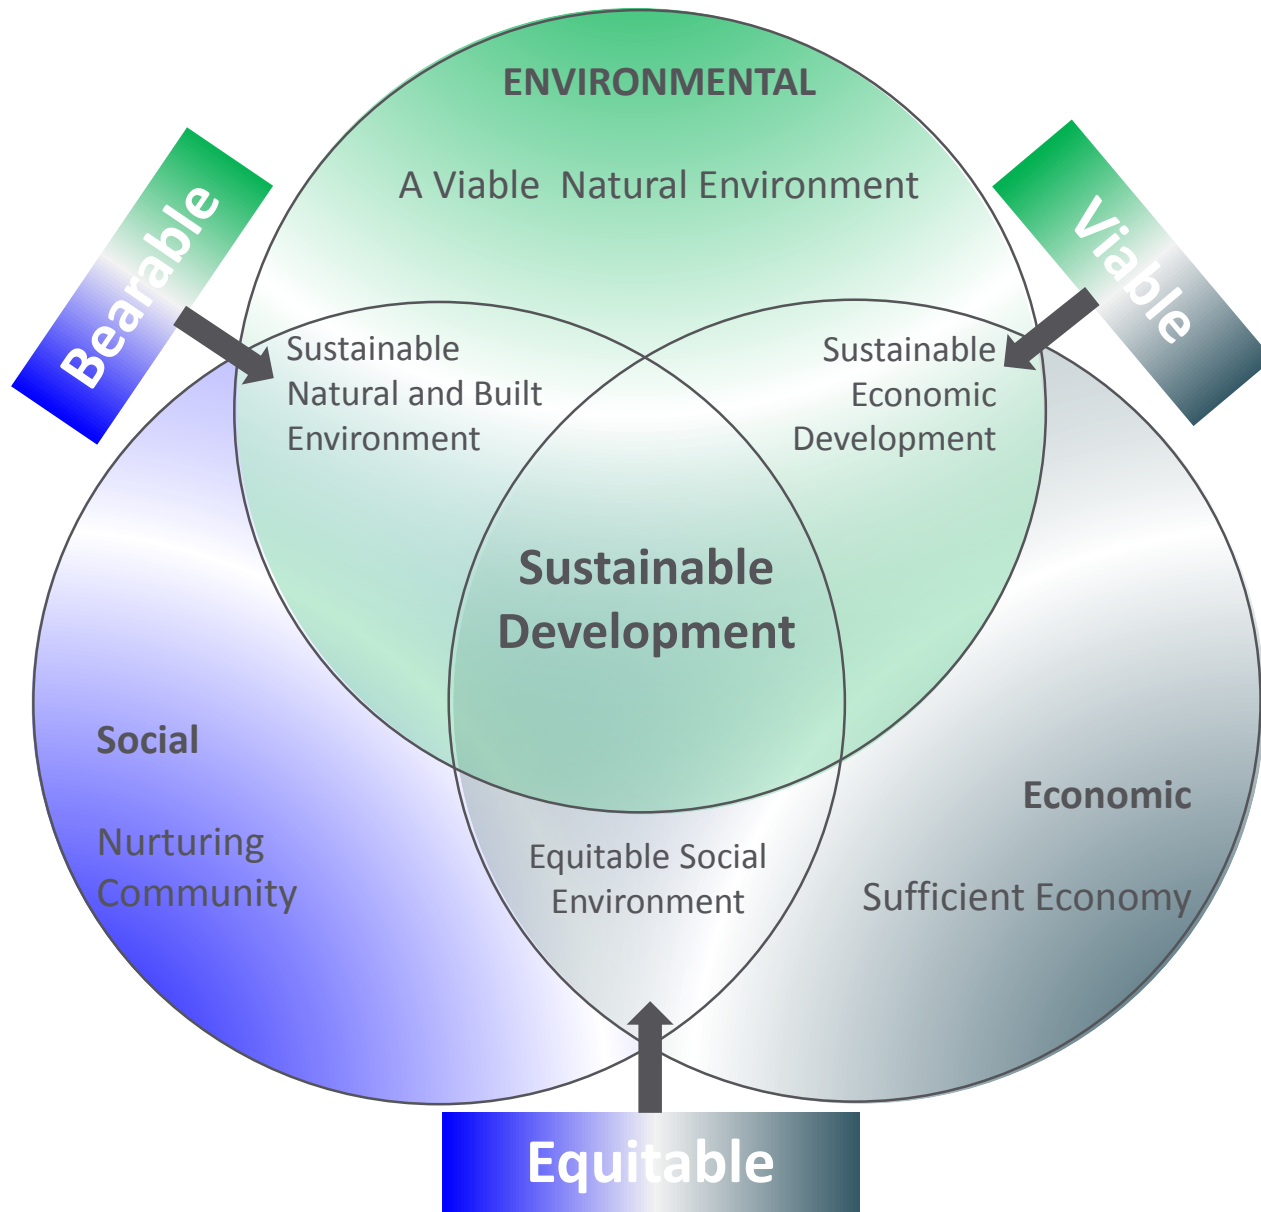 ENVIRONMENTAL
A Viable Natural Environment
Bearable
Viable
Sustainable
Natural and Built
Environment
Sustainable
Economic
Development
Sustainable
Development
Social
Nurturing
Community
Economic
Sufficient Economy
Equitable Social
Environment
Equitable